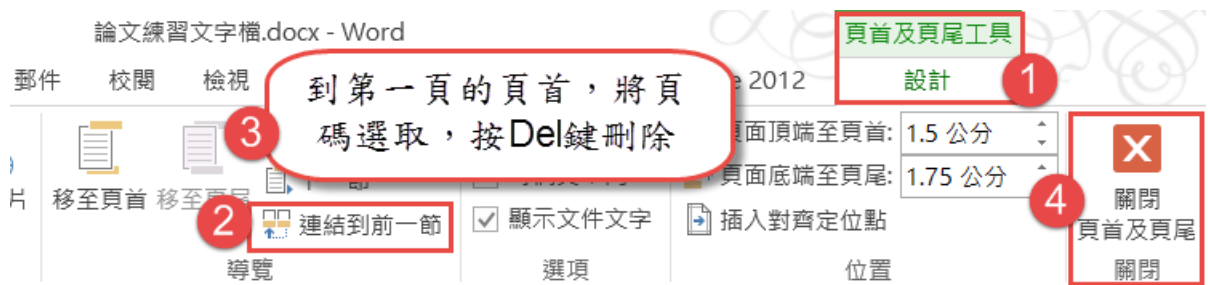 論文練習文字檔.docx - Word
頁首及頁尾工具
郵件 校閱 檢視
2012 設計
1
到第一頁的頁首，將頁
碼選取，按Del鍵刪除
3
頁面頂端至頁首: 1.5 公分
頁面底端至頁尾: 1.75 公分
片 移至頁首 移至頁尾
2
連結到前一節
顯示文件文字
插入對齊定位點
4
關閉
頁首及頁尾
導覽 選項 位置 關閉